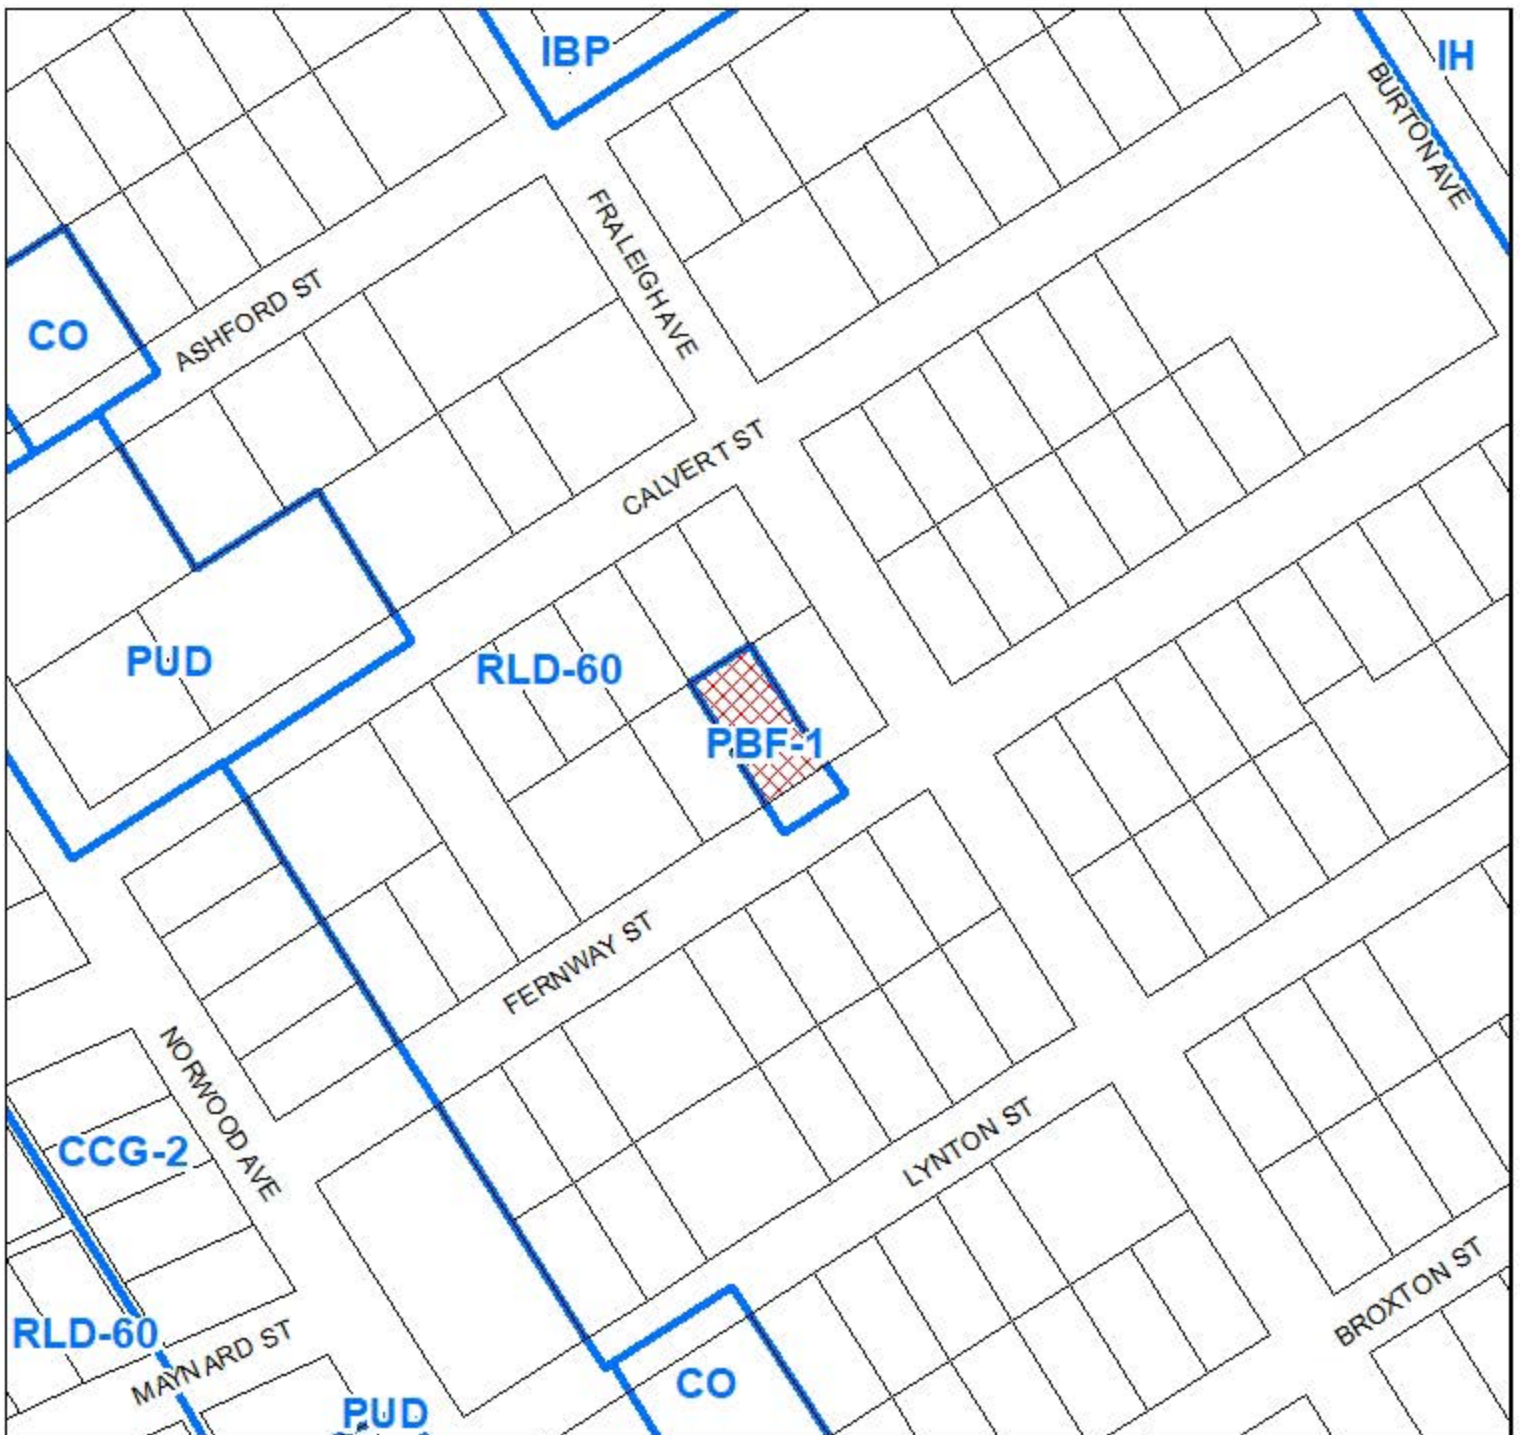 IBP
IH
BURTON AVE
FRALEIGH AVE
CO
ASHFORD ST
CALVERT ST
PUD
RLD-60
PBF-1
FERNWAY ST
NORWOOD AVE
CCG-2
LYNTON ST
BROXTON ST
RLD-60
MAYNARD ST
CO
PUD